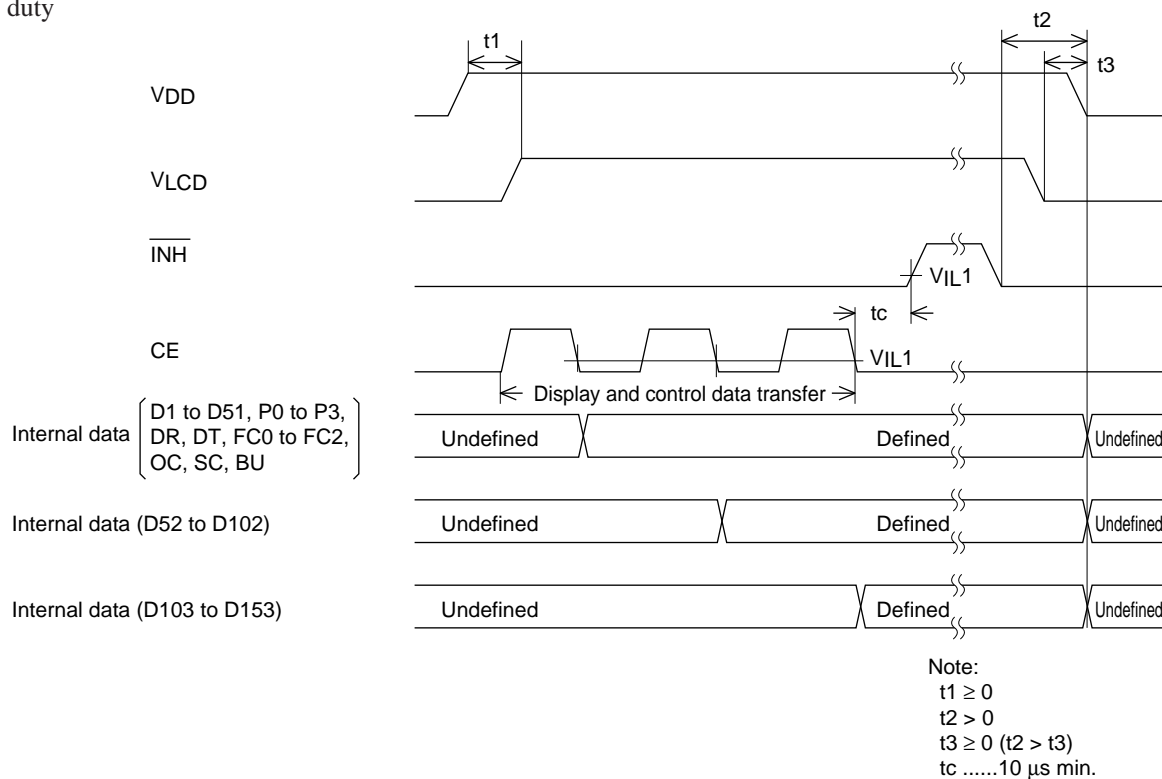 duty
t1
t2
t3
VDD
VLCD
INH
VIL1
tc
CE
VIL1
Display and control data transfer
Internal data
D1 to D51, P0 to P3,
DR, DT, FC0 to FC2,
OC, SC, BU
Undefined
Defined
Undefined
Internal data (D52 to D102)
Undefined
Defined
Undefined
Internal data (D103 to D153)
Undefined
Defined
Undefined
Note:
t1 ≥ 0
t2 > 0
t3 ≥ 0 (t2 > t3)
tc ......10 μs min.